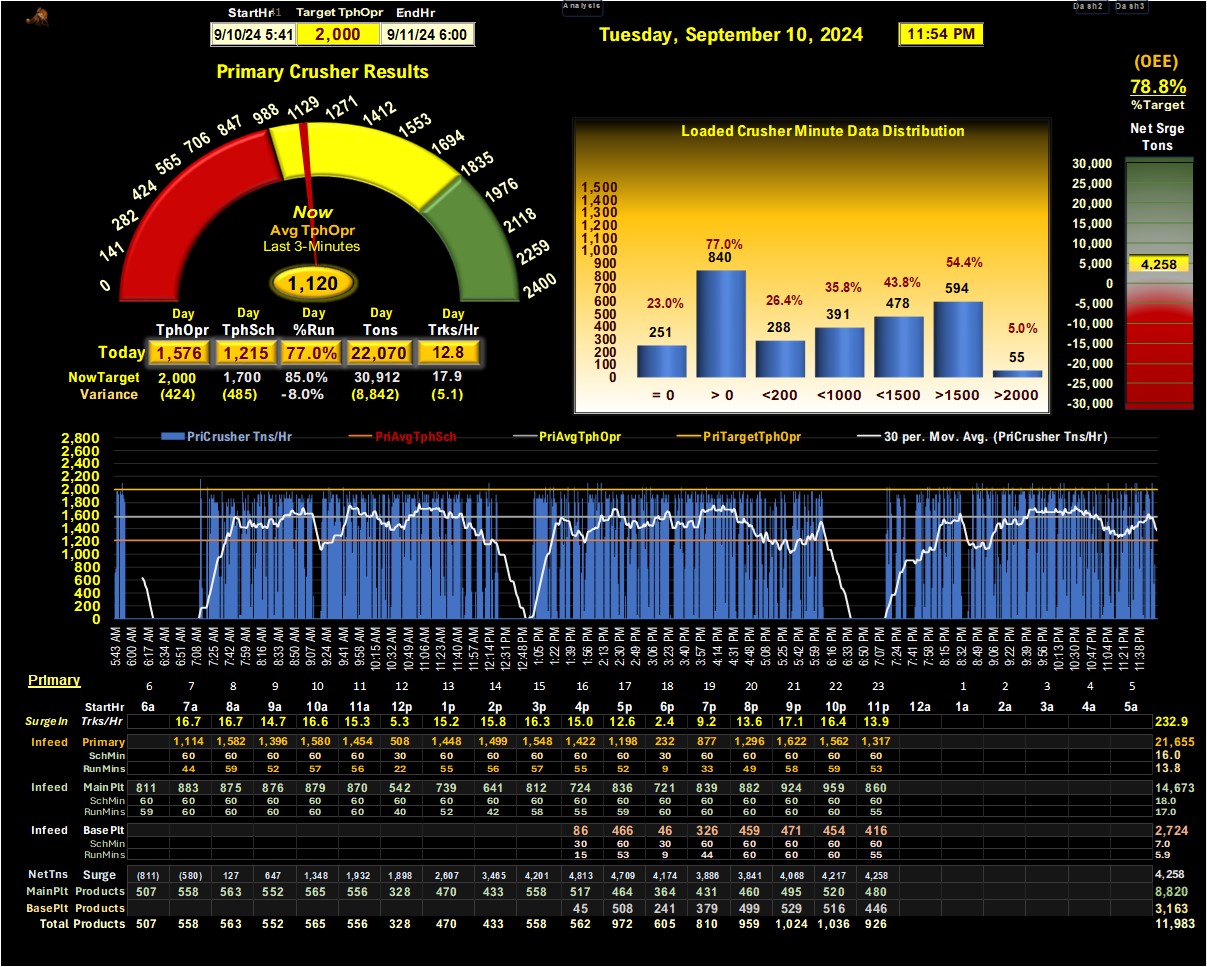 StartHr 41 Target TphOpr EndHr
Analysis
Dash2 Dash3
9/10/24 5:41 2,000 9/11/24 6:00
Tuesday, September 10, 2024 11:54 PM
(OEE)
78.8%
%Target
Primary Crusher Results
0 141 282 424 565 706 847 988 1129 1271 1412 1553 1694 1835 1976 2118 2259 2400
Now
Avg TphOpr
Last 3-Minutes
1,120
Day Day Day Day Day
TphOpr TphSch %Run Tons Trks/Hr
Today 1,576 1,215 77.0% 22,070 12.8
NowTarget 2,000 1,700 85.0% 30,912 17.9
Variance (424) (485) -8.0% (8,842) (5.1)
Loaded Crusher Minute Data Distribution
1,500
1,400
1,300
1,200
1,100
1,000
900
800
700
600
500
400
300
200
100
0
23.0% 77.0% 26.4% 35.8% 43.8% 54.4% 5.0%
251 840 288 391 478 594 55
= 0 > 0 <200 <1000 <1500 >1500 >2000
Net Srge
Tons
30,000
25,000
20,000
15,000
10,000
5,000
0
-5,000
-10,000
-15,000
-20,000
-25,000
-30,000
4,258
PriCrusher Tns/Hr PriAvgTphSch PriAvgTphOpr PriTargetTphOpr 30 per. Mov. Avg. (PriCrusher Tns/Hr)
2,800
2,600
2,400
2,200
2,000
1,800
1,600
1,400
1,200
1,000
800
600
400
200
0
5:43 AM 6:00 AM 6:17 AM 6:34 AM 6:51 AM 7:08 AM 7:25 AM 7:42 AM 7:59 AM 8:16 AM 8:33 AM 8:50 AM 9:07 AM 9:24 AM 9:41 AM 9:58 AM 10:15 AM 10:32 AM 10:49 AM 11:06 AM 11:23 AM 11:40 AM 11:57 AM 12:14 PM 12:31 PM 12:48 PM 1:05 PM 1:22 PM 1:39 PM 1:56 PM 2:13 PM 2:30 PM 2:49 PM 3:06 PM 3:23 PM 3:40 PM 3:57 PM 4:14 PM 4:31 PM 4:48 PM 5:08 PM 5:25 PM 5:42 PM 5:59 PM 6:16 PM 6:33 PM 6:50 PM 7:07 PM 7:24 PM 7:41 PM 7:58 PM 8:15 PM 8:32 PM 8:49 PM 9:06 PM 9:22 PM 9:39 PM 9:56 PM 10:13 PM 10:30 PM 10:47 PM 11:04 PM 11:21 PM 11:38 PM
Primary
6 7 8 9 10 11 12 13 14 15 16 17 18 19 20 21 22 23 1 2 3 4 5
StartHr 6a 7a 8a 9a 10a 11a 12p 1p 2p 3p 4p 5p 6p 7p 8p 9p 10p 11p 12a 1a 2a 3a 4a 5a
SurgeIn Trks/Hr 16.7 16.7 14.7 16.6 15.3 5.3 15.2 15.8 16.3 15.0 12.6 2.4 9.2 13.6 17.1 16.4 13.9 232.9
Infeed Primary 1,114 1,582 1,396 1,580 1,454 508 1,448 1,499 1,548 1,422 1,198 232 877 1,296 1,622 1,562 1,317 21,655
SchMin 60 60 60 60 60 30 60 60 60 60 60 30 60 60 60 60 60 16.0
RunMins 44 59 52 57 56 22 55 56 57 55 52 9 33 49 58 59 53 13.8
Infeed MainPlt 811 883 875 876 879 870 542 739 641 812 724 836 721 839 882 924 959 860 14,673
SchMin 60 60 60 60 60 60 60 60 60 60 60 60 60 60 60 60 60 60 18.0
RunMins 59 60 60 60 60 60 40 52 42 58 55 59 60 60 60 60 60 55 17.0
Infeed BasePlt 86 466 46 326 459 471 454 416 2,724
SchMin 30 60 30 60 60 60 60 60 7.0
RunMins 15 53 9 44 60 60 60 55 5.9
NetTns Surge (811) (580) 127 647 1,348 1,932 1,898 2,607 3,465 4,201 4,813 4,709 4,174 3,886 3,841 4,068 4,217 4,258 4,258
MainPlt Products 507 558 563 552 565 556 328 470 433 558 517 464 364 431 460 495 520 480 8,820
BasePlt Products 45 508 241 379 499 529 516 446 3,163
Total Products 507 558 563 552 565 556 328 470 433 558 562 972 605 810 959 1,024 1,036 926 11,983